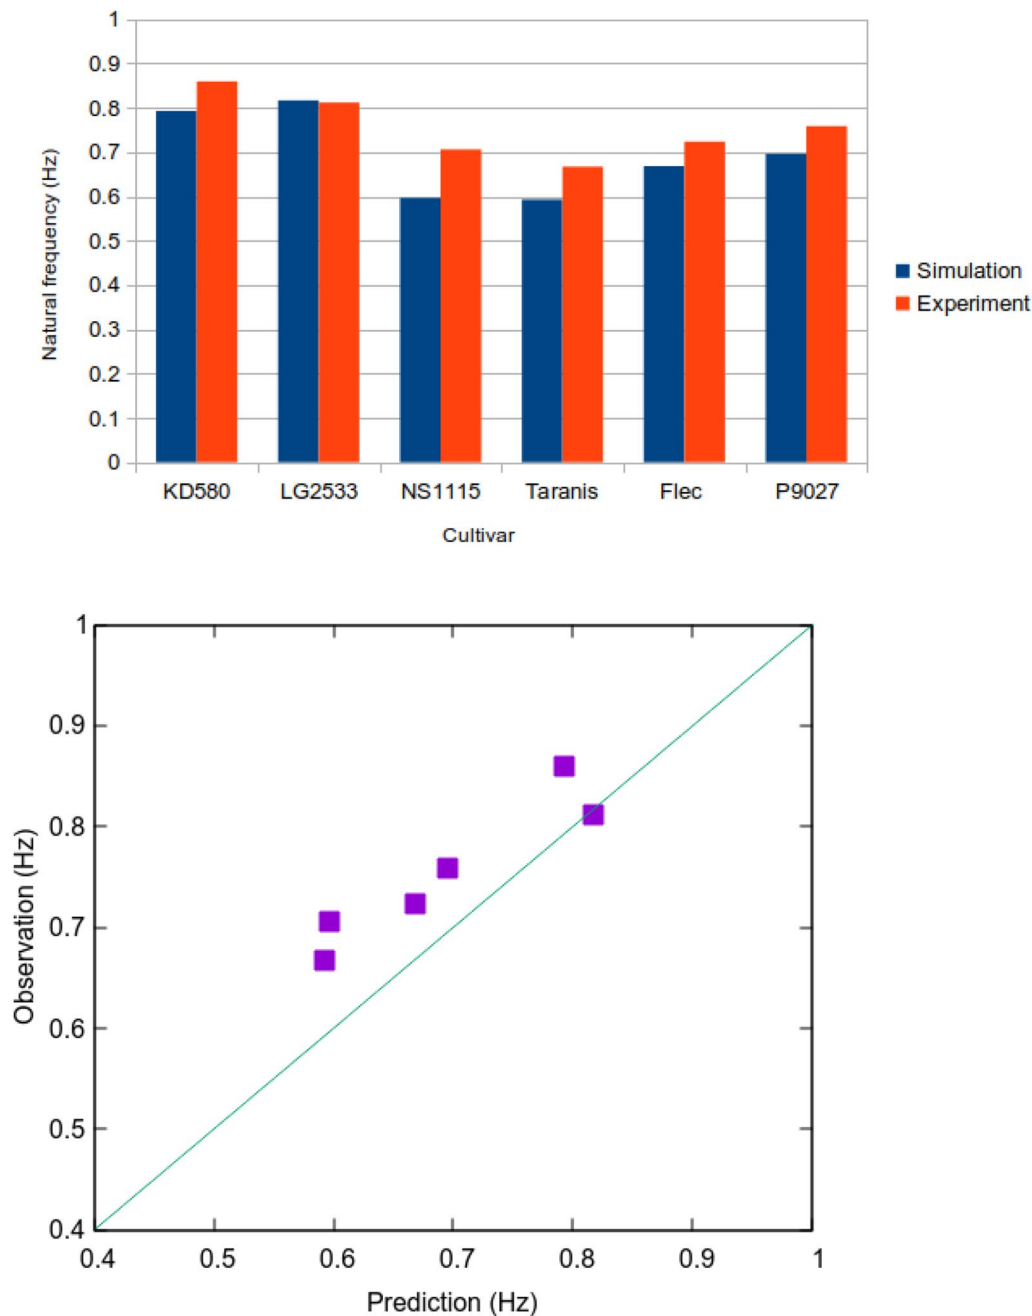 1
0.9
0.8
0.7
0.6
0.5
0.4
0.3
0.2
0.1
0
Natural frequency (Hz)
KD580 LG2533 NS1115 Taranis Flec P9027
Cultivar
Simulation
Experiment
1
0.9
0.8
0.7
0.6
0.5
0.4
Observation (Hz)
0.4 0.5 0.6 0.7 0.8 0.9 1
Prediction (Hz)